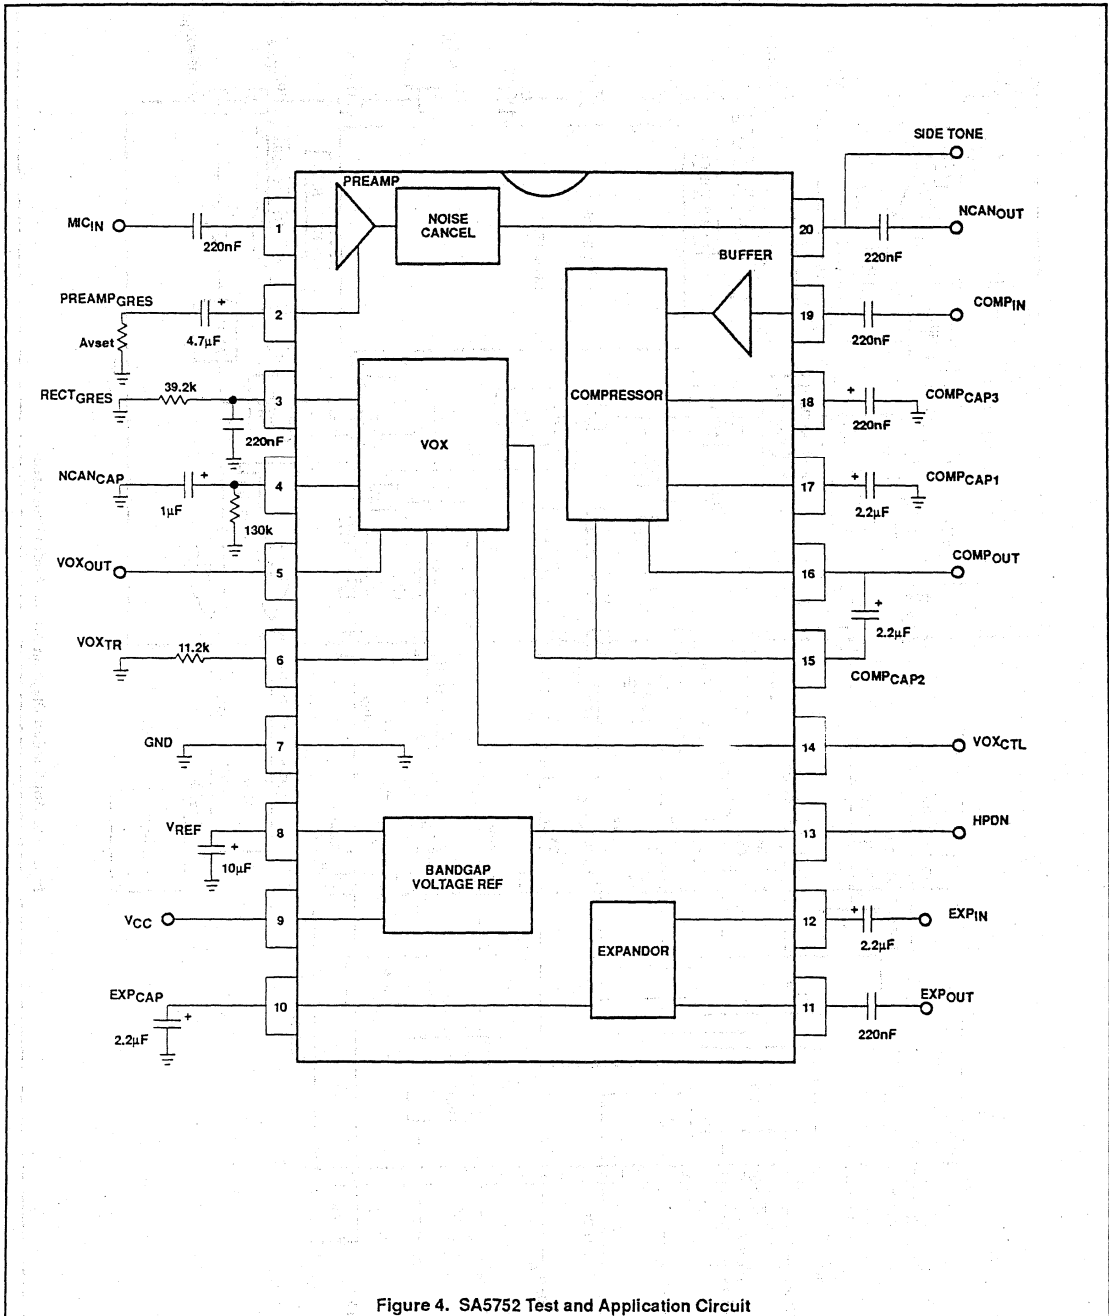 SIDE TONE
PREAMP
MICIN
220nF
1
NOISE
CANCEL
20
NCANOUT
220nF
BUFFER
PREAMPGRES
Avset
4.7μF
+
2
19
COMPIN
220nF
RECTGRES
39.2k
3
220nF
VOX
COMPRESSOR
18
+
220nF
COMPCAP3
NCANCAP
+
1μF
130k
4
17
+
2.2μF
COMPCAP1
VOXOUT
5
16
COMPOUT
+
2.2μF
VOXTR
11.2k
6
15
COMPCAP2
GND
7
14
VOXCTL
VREF
+
10μF
8
BANDGAP
VOLTAGE REF
13
HPDN
VCC
9
EXPANDOR
12
+
2.2μF
EXPIN
EXPCAP
+
2.2μF
10
11
220nF
EXPOUT
Figure 4. SA5752 Test and Application Circuit